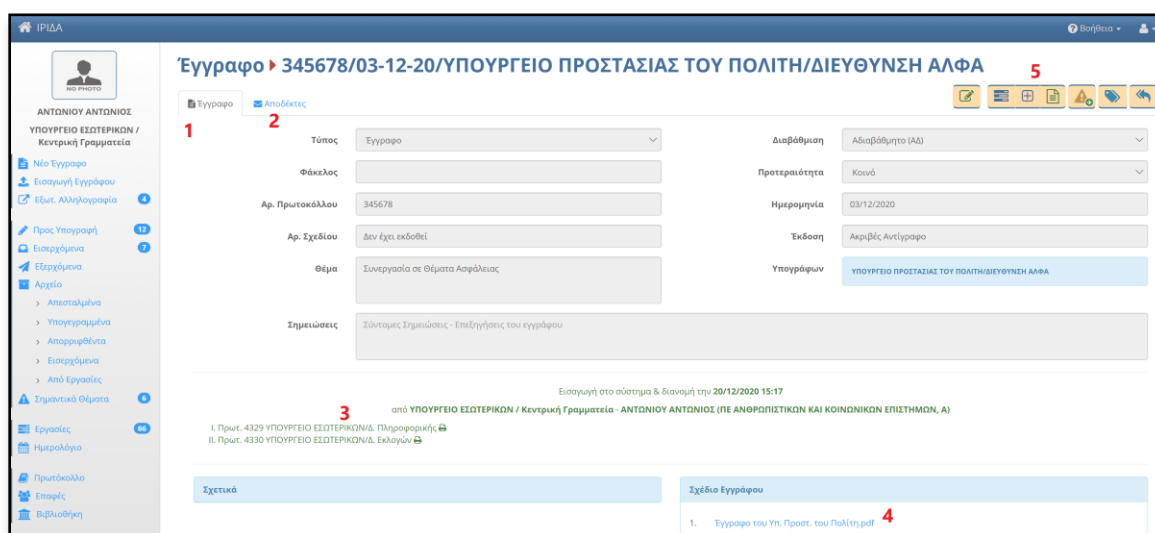 ΙΡΙΔΑ
Βοήθεια
NO PHOTO
ΑΝΤΩΝΙΟΥ ΑΝΤΩΝΙΟΣ
ΥΠΟΥΡΓΕΙΟ ΕΣΩΤΕΡΙΚΩΝ /
Κεντρική Γραμματεία
Νέο Έγγραφο
Εισαγωγή Εγγράφου
Εξωτ. Αλληλογραφία 4
Προς Υπογραφή 12
Εισερχόμενα 7
Εξερχόμενα
Αρχείο
Απεσταλμένα
Υπογεγραμμένα
Απορριφθέντα
Εισερχόμενα
Από Εργασίες
Σημαντικά Θέματα 6
Εργασίες 66
Ημερολόγιο
Πρωτόκολλο
Επαφές
Βιβλιοθήκη
Έγγραφο 345678/03-12-20/ΥΠΟΥΡΓΕΙΟ ΠΡΟΣΤΑΣΙΑΣ ΤΟΥ ΠΟΛΙΤΗ/ΔΙΕΥΘΥΝΣΗ ΑΛΦΑ
5
Έγγραφο Αποδέκτες
1 2
Τύπος Έγγραφο Διαβάθμιση Αδιαβάθμητο (ΑΔ)
Φάκελος Προτεραιότητα Κοινό
Αρ. Πρωτοκόλλου 345678 Ημερομηνία 03/12/2020
Αρ. Σχεδίου Δεν έχει εκδοθεί Έκδοση Ακριβές Αντίγραφο
Θέμα Συνεργασία σε Θέματα Ασφάλειας Υπογράφων ΥΠΟΥΡΓΕΙΟ ΠΡΟΣΤΑΣΙΑΣ ΤΟΥ ΠΟΛΙΤΗ/ΔΙΕΥΘΥΝΣΗ ΑΛΦΑ
Σημειώσεις Σύντομες Σημειώσεις - Επεξηγήσεις του εγγράφου
Εισαγωγή στο σύστημα & διανομή την 20/12/2020 15:17
από ΥΠΟΥΡΓΕΙΟ ΕΣΩΤΕΡΙΚΩΝ / Κεντρική Γραμματεία - ΑΝΤΩΝΙΟΥ ΑΝΤΩΝΙΟΣ (ΠΕ ΑΝΘΡΩΠΙΣΤΙΚΩΝ ΚΑΙ ΚΟΙΝΩΝΙΚΩΝ ΕΠΙΣΤΗΜΩΝ, Α)
3
I. Πρωτ. 4329 ΥΠΟΥΡΓΕΙΟ ΕΣΩΤΕΡΙΚΩΝ/Δ. Πληροφορικής
II. Πρωτ. 4330 ΥΠΟΥΡΓΕΙΟ ΕΣΩΤΕΡΙΚΩΝ/Δ. Εκλογών
Σχετικά Σχέδιο Εγγράφου
1. Έγγραφο του Υπ. Προστ. του Πολίτη.pdf 4